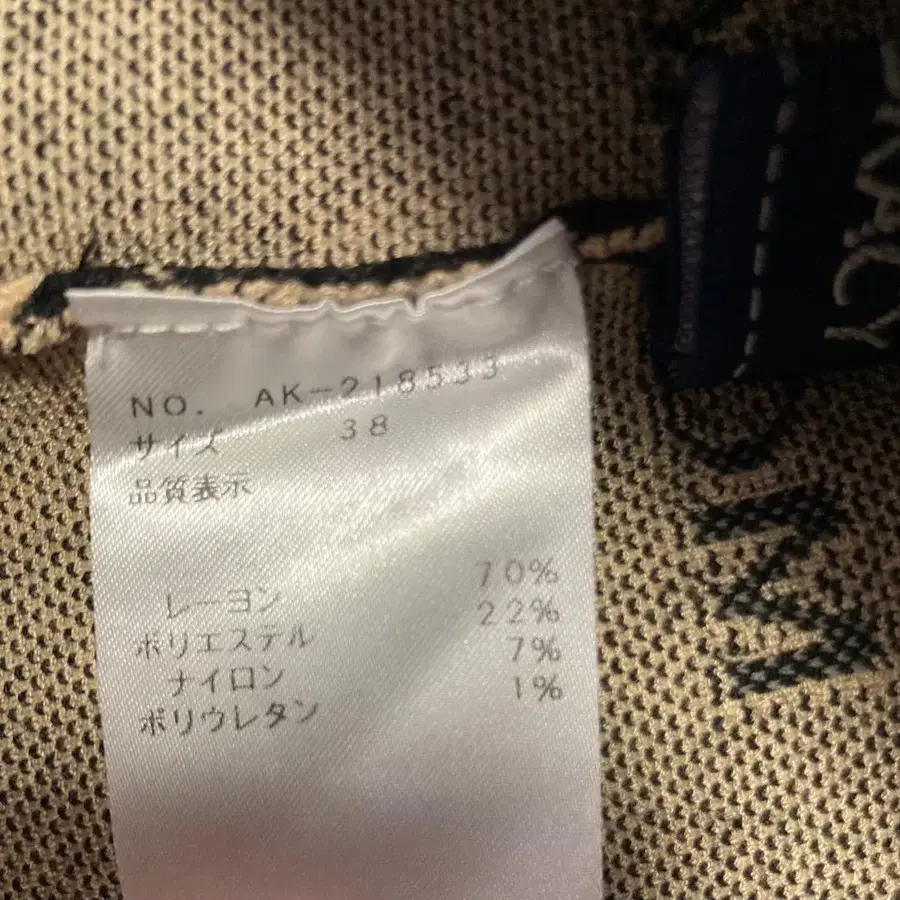 NO. AK-218533
サイズ 38
品質表示
レーヨン 70%
ポリエステル 22%
ナイロン 7%
ポリウレタン 1%